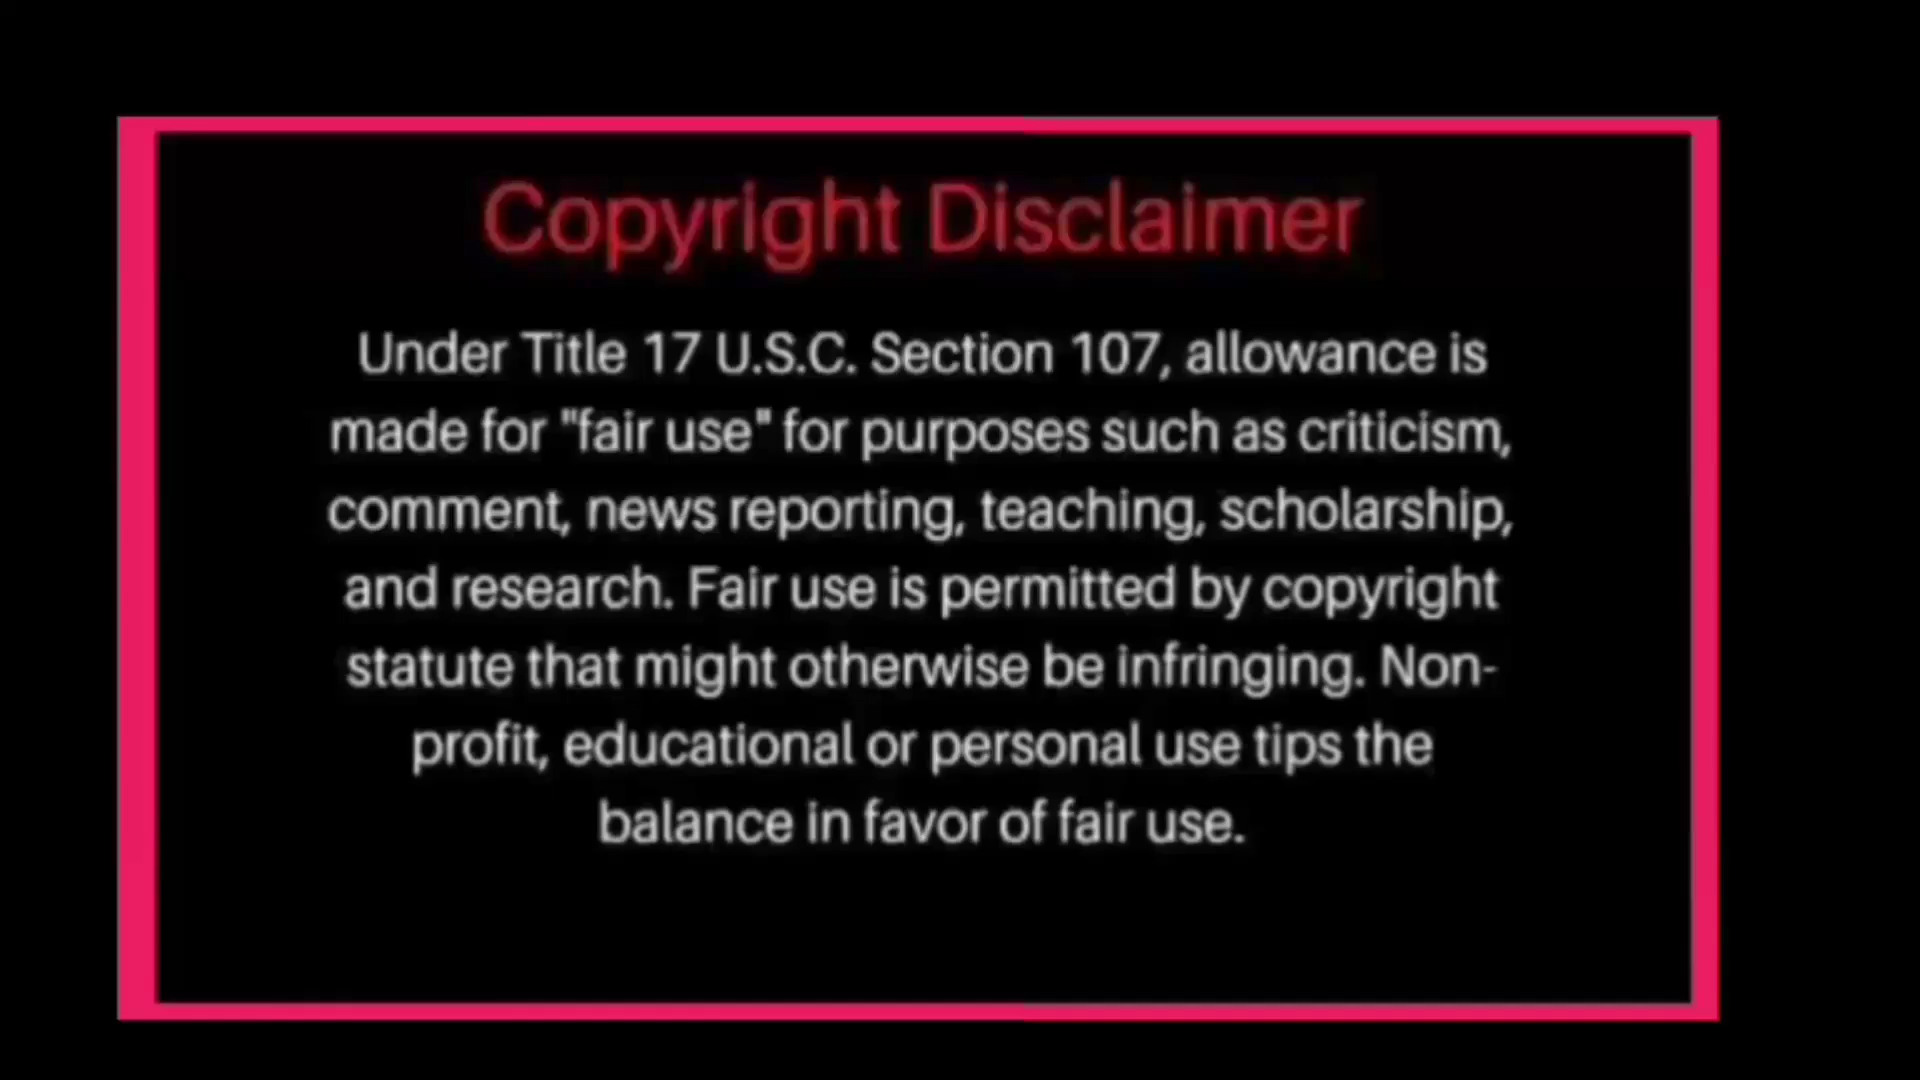 Copyright Disclaimer
Under Title 17 U.S.C. Section 107, allowance is
made for "fair use" for purposes such as criticism,
comment, news reporting, teaching, scholarship,
and research. Fair use is permitted by copyright
statute that might otherwise be infringing. Non-
profit, educational or personal use tips the
balance in favor of fair use.